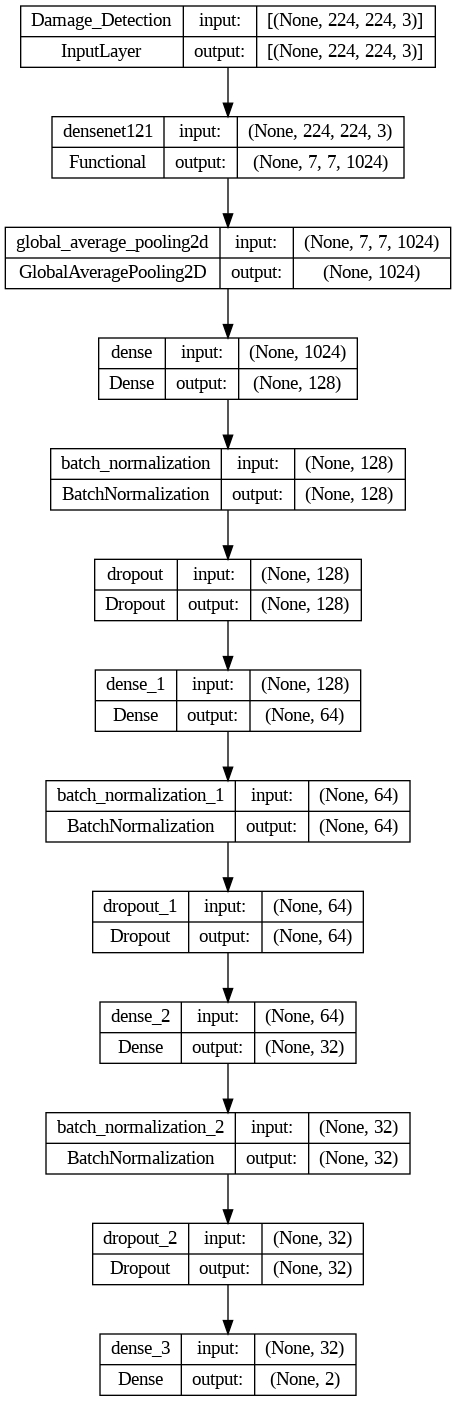 Damage_Detection input: [(None, 224, 224, 3)]
InputLayer output: [(None, 224, 224, 3)]
densenet121 input: (None, 224, 224, 3)
Functional output: (None, 7, 7, 1024)
global_average_pooling2d input: (None, 7, 7, 1024)
GlobalAveragePooling2D output: (None, 1024)
dense input: (None, 1024)
Dense output: (None, 128)
batch_normalization input: (None, 128)
BatchNormalization output: (None, 128)
dropout input: (None, 128)
Dropout output: (None, 128)
dense_1 input: (None, 128)
Dense output: (None, 64)
batch_normalization_1 input: (None, 64)
BatchNormalization output: (None, 64)
dropout_1 input: (None, 64)
Dropout output: (None, 64)
dense_2 input: (None, 64)
Dense output: (None, 32)
batch_normalization_2 input: (None, 32)
BatchNormalization output: (None, 32)
dropout_2 input: (None, 32)
Dropout output: (None, 32)
dense_3 input: (None, 32)
Dense output: (None, 2)